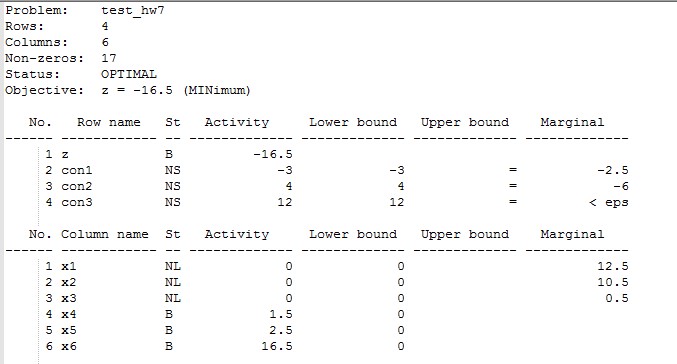 Problem:    test_hw7
Rows:       4
Columns:    6
Non-zeros:  17
Status:     OPTIMAL
Objective:  z = -16.5 (MINimum)
No.   Row name   St   Activity     Lower bound   Upper bound    Marginal
------ ------------ -- ------------- ------------- ------------- -------------
1 z            B          -16.5
2 con1         NS            -3            -3             =          -2.5
3 con2         NS             4             4             =            -6
4 con3         NS            12            12             =         < eps
No. Column name  St   Activity     Lower bound   Upper bound    Marginal
------ ------------ -- ------------- ------------- ------------- -------------
1 x1           NL             0             0                        12.5
2 x2           NL             0             0                        10.5
3 x3           NL             0             0                         0.5
4 x4           B            1.5             0
5 x5           B            2.5             0
6 x6           B           16.5             0